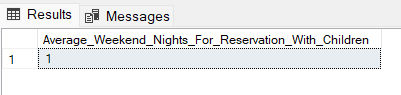 Results Messages
Average_Weekend_Nights_For_Reservation_With_Children
1 1